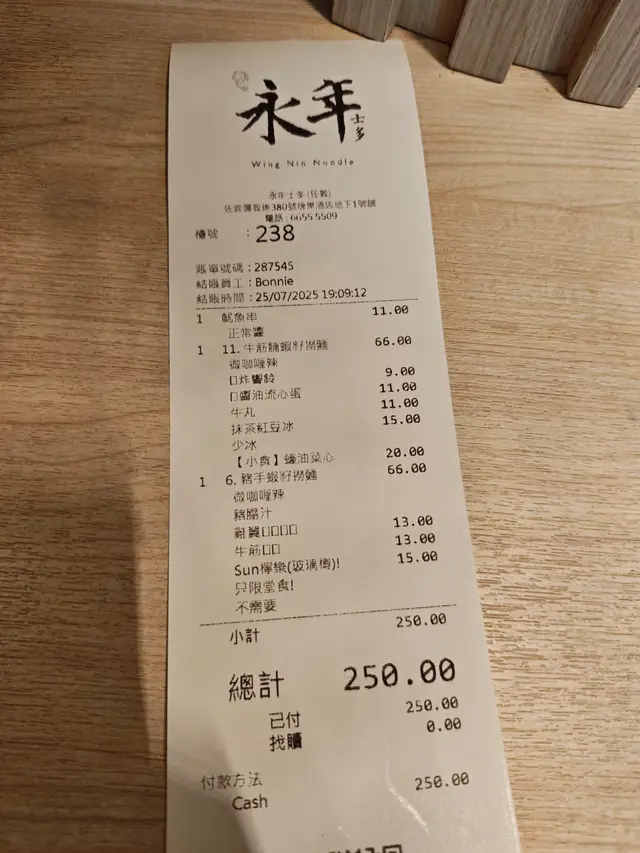 永年
士多
Wing Nin Noodle
永年士多(佐敦)
佐敦彌敦道380號逸東酒店地下1號舖
電話 : 6655 5509
檯號 : 238
賬單號碼 : 287545
結賬員工 : Bonnie
結賬時間 : 25/07/2025 19:09:12
1 魷魚串 11.00
正常醬
1 11. 牛筋腩蝦籽撈麵 66.00
微咖喱辣
□炸響鈴 9.00
□醬油流心蛋 11.00
牛丸 11.00
抹茶紅豆冰 15.00
少冰
【小食】蠔油菜心 20.00
1 6. 豬手蝦籽撈麵 66.00
微咖喱辣
豬腸汁
雞翼□□□□ 13.00
牛筋□□ 13.00
Sun檸樂(玻璃樽)! 15.00
只限堂食!
不需要
小計 250.00
總計 250.00
已付 250.00
找贖 0.00
付款方法
Cash 250.00